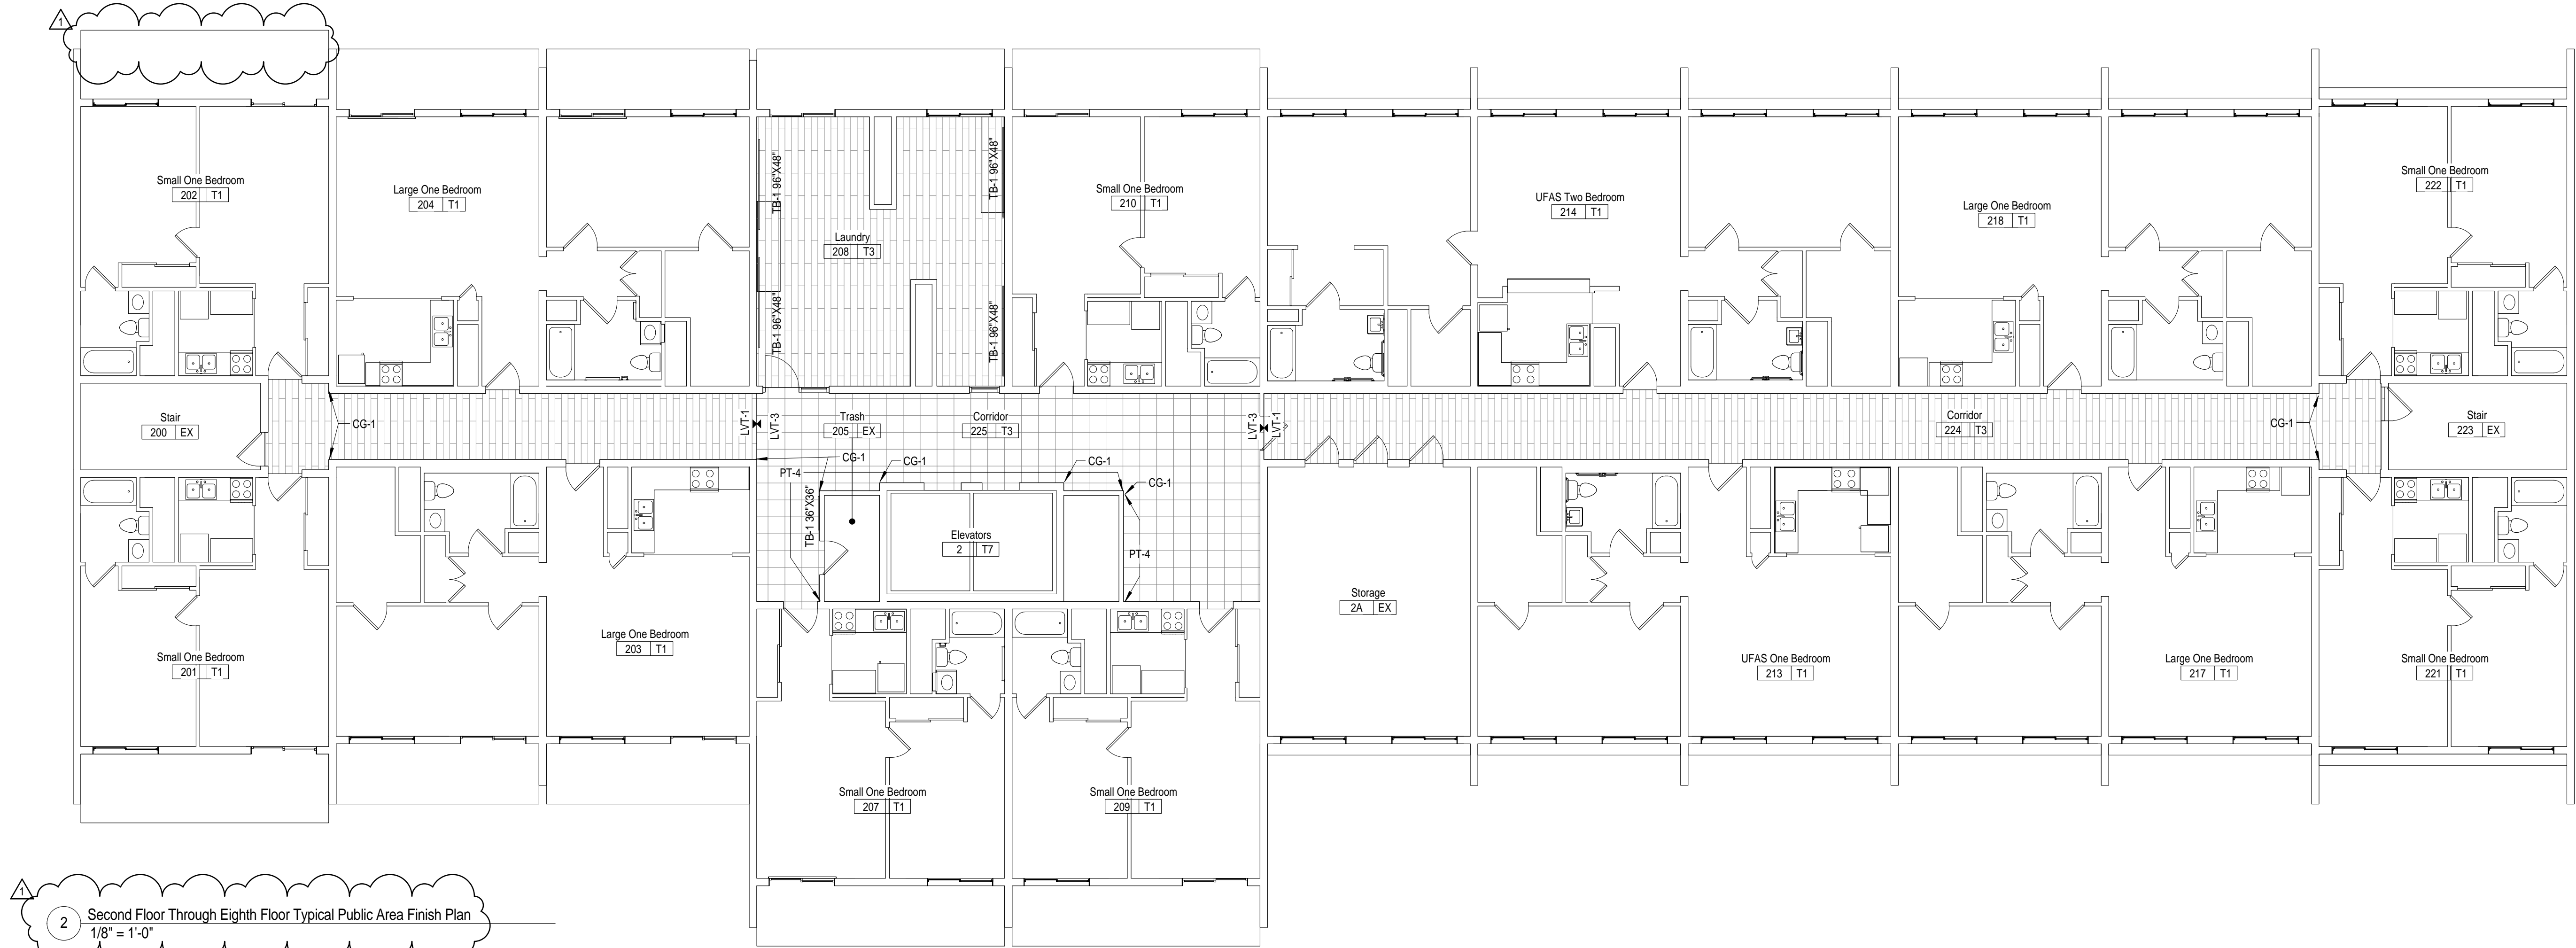 1
Small One Bedroom
202 T1
Large One Bedroom
204 T1
TB-1 96"X48"
TB-1 96"X48"
Laundry
208 T3
TB-1 96"X48"
TB-1 96"X48"
Small One Bedroom
210 T1
UFAS Two Bedroom
214 T1
Large One Bedroom
218 T1
Small One Bedroom
222 T1
Stair
200 EX
CG-1
LVT-1
LVT-3
Trash
205 EX
Corridor
225 T3
LVT-3
LVT-1
Corridor
224 T3
CG-1
Stair
223 EX
CG-1
CG-1
CG-1
PT-4
CG-1
TB-1 36"X36"
Elevators
2 T7
PT-4
Storage
2A EX
Large One Bedroom
203 T1
Small One Bedroom
201 T1
UFAS One Bedroom
213 T1
Large One Bedroom
217 T1
Small One Bedroom
221 T1
Small One Bedroom
207 T1
Small One Bedroom
209 T1
1
2
Second Floor Through Eighth Floor Typical Public Area Finish Plan
1/8" = 1'-0"